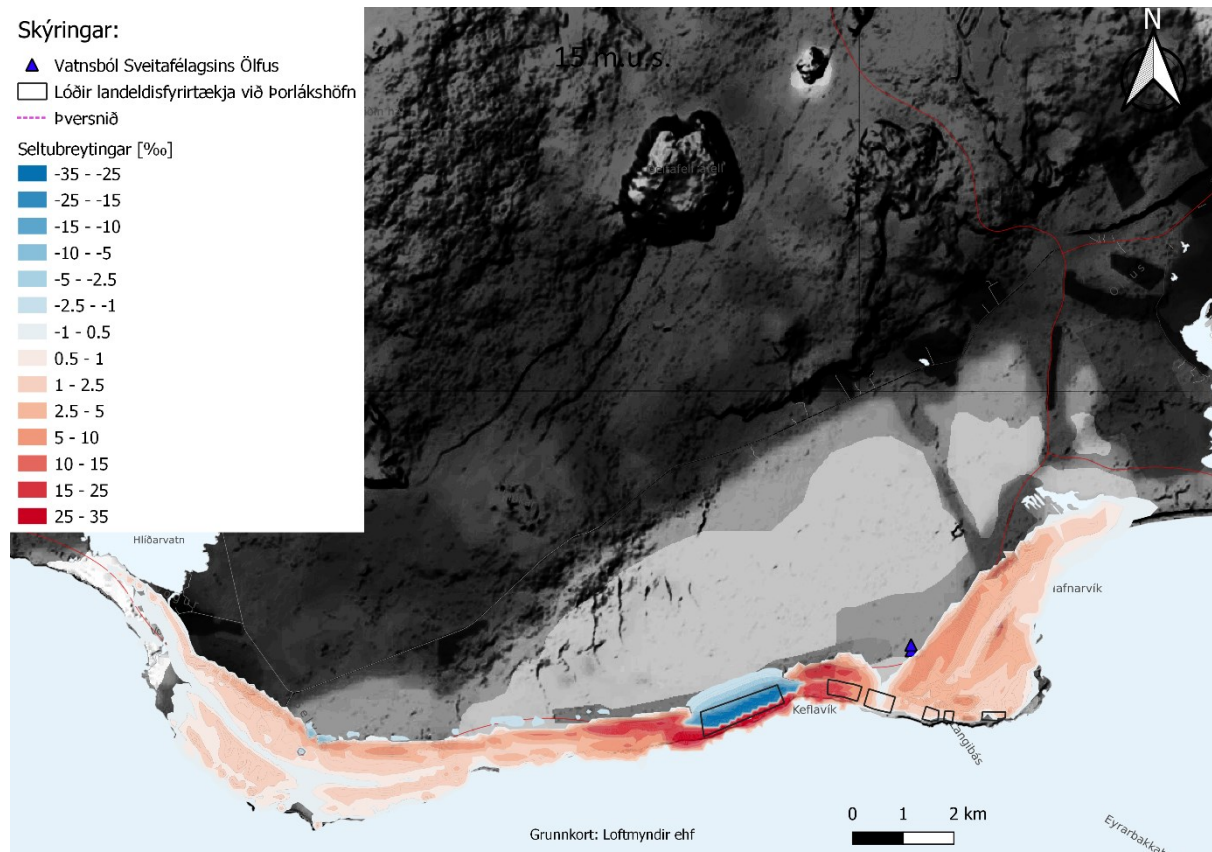 Skýringar:
Vatnsból Sveitafélagsins Ölfus
Lóðir landeldisfyrirtækja við Þorlákshöfn
Þversnið
Seltubreytingar [‰]
-35 - -25
-25 - -15
-15 - -10
-10 - -5
-5 - -2.5
-2.5 - -1
-1 - 0.5
0.5 - 1
1 - 2.5
2.5 - 5
5 - 10
10 - 15
15 - 25
25 - 35
15 m.u.s.
N
Hlíðarvatn
Keflavík
Langibás
0 1 2 km
Grunnkort: Loftmyndir ehf